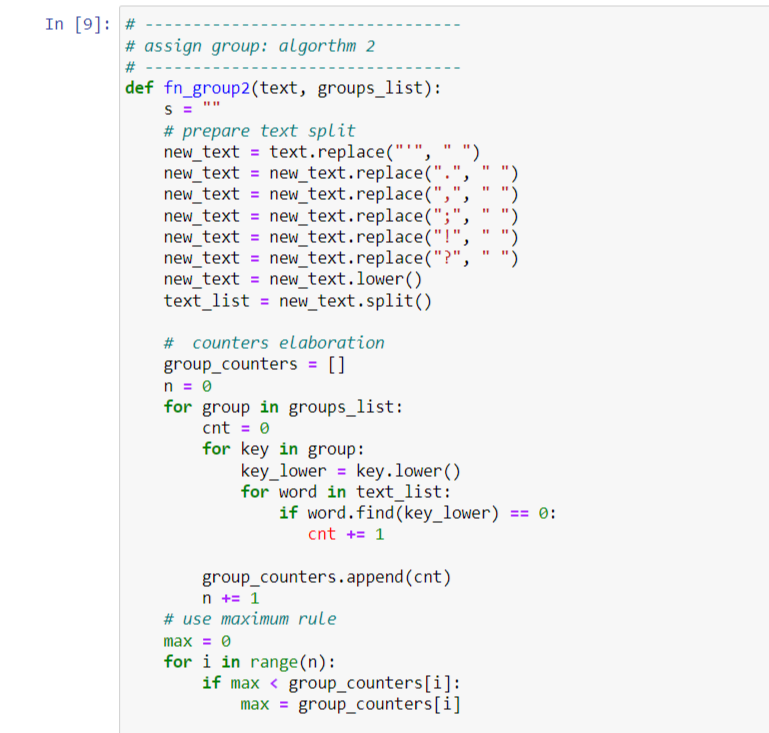 In [9]: # ---------------------------------
# assign group: algorthm 2
# ---------------------------------
def fn_group2(text, groups_list):
    s = ""
    # prepare text split
    new_text = text.replace("'", " ")
    new_text = new_text.replace(".", " ")
    new_text = new_text.replace(",", " ")
    new_text = new_text.replace(";", " ")
    new_text = new_text.replace("!", " ")
    new_text = new_text.replace("?", " ")
    new_text = new_text.lower()
    text_list = new_text.split()

    #  counters elaboration
    group_counters = []
    n = 0
    for group in groups_list:
        cnt = 0
        for key in group:
            key_lower = key.lower()
            for word in text_list:
                if word.find(key_lower) == 0:
                   cnt += 1

        group_counters.append(cnt)
        n += 1
    # use maximum rule
    max = 0
    for i in range(n):
        if max < group_counters[i]:
            max = group_counters[i]